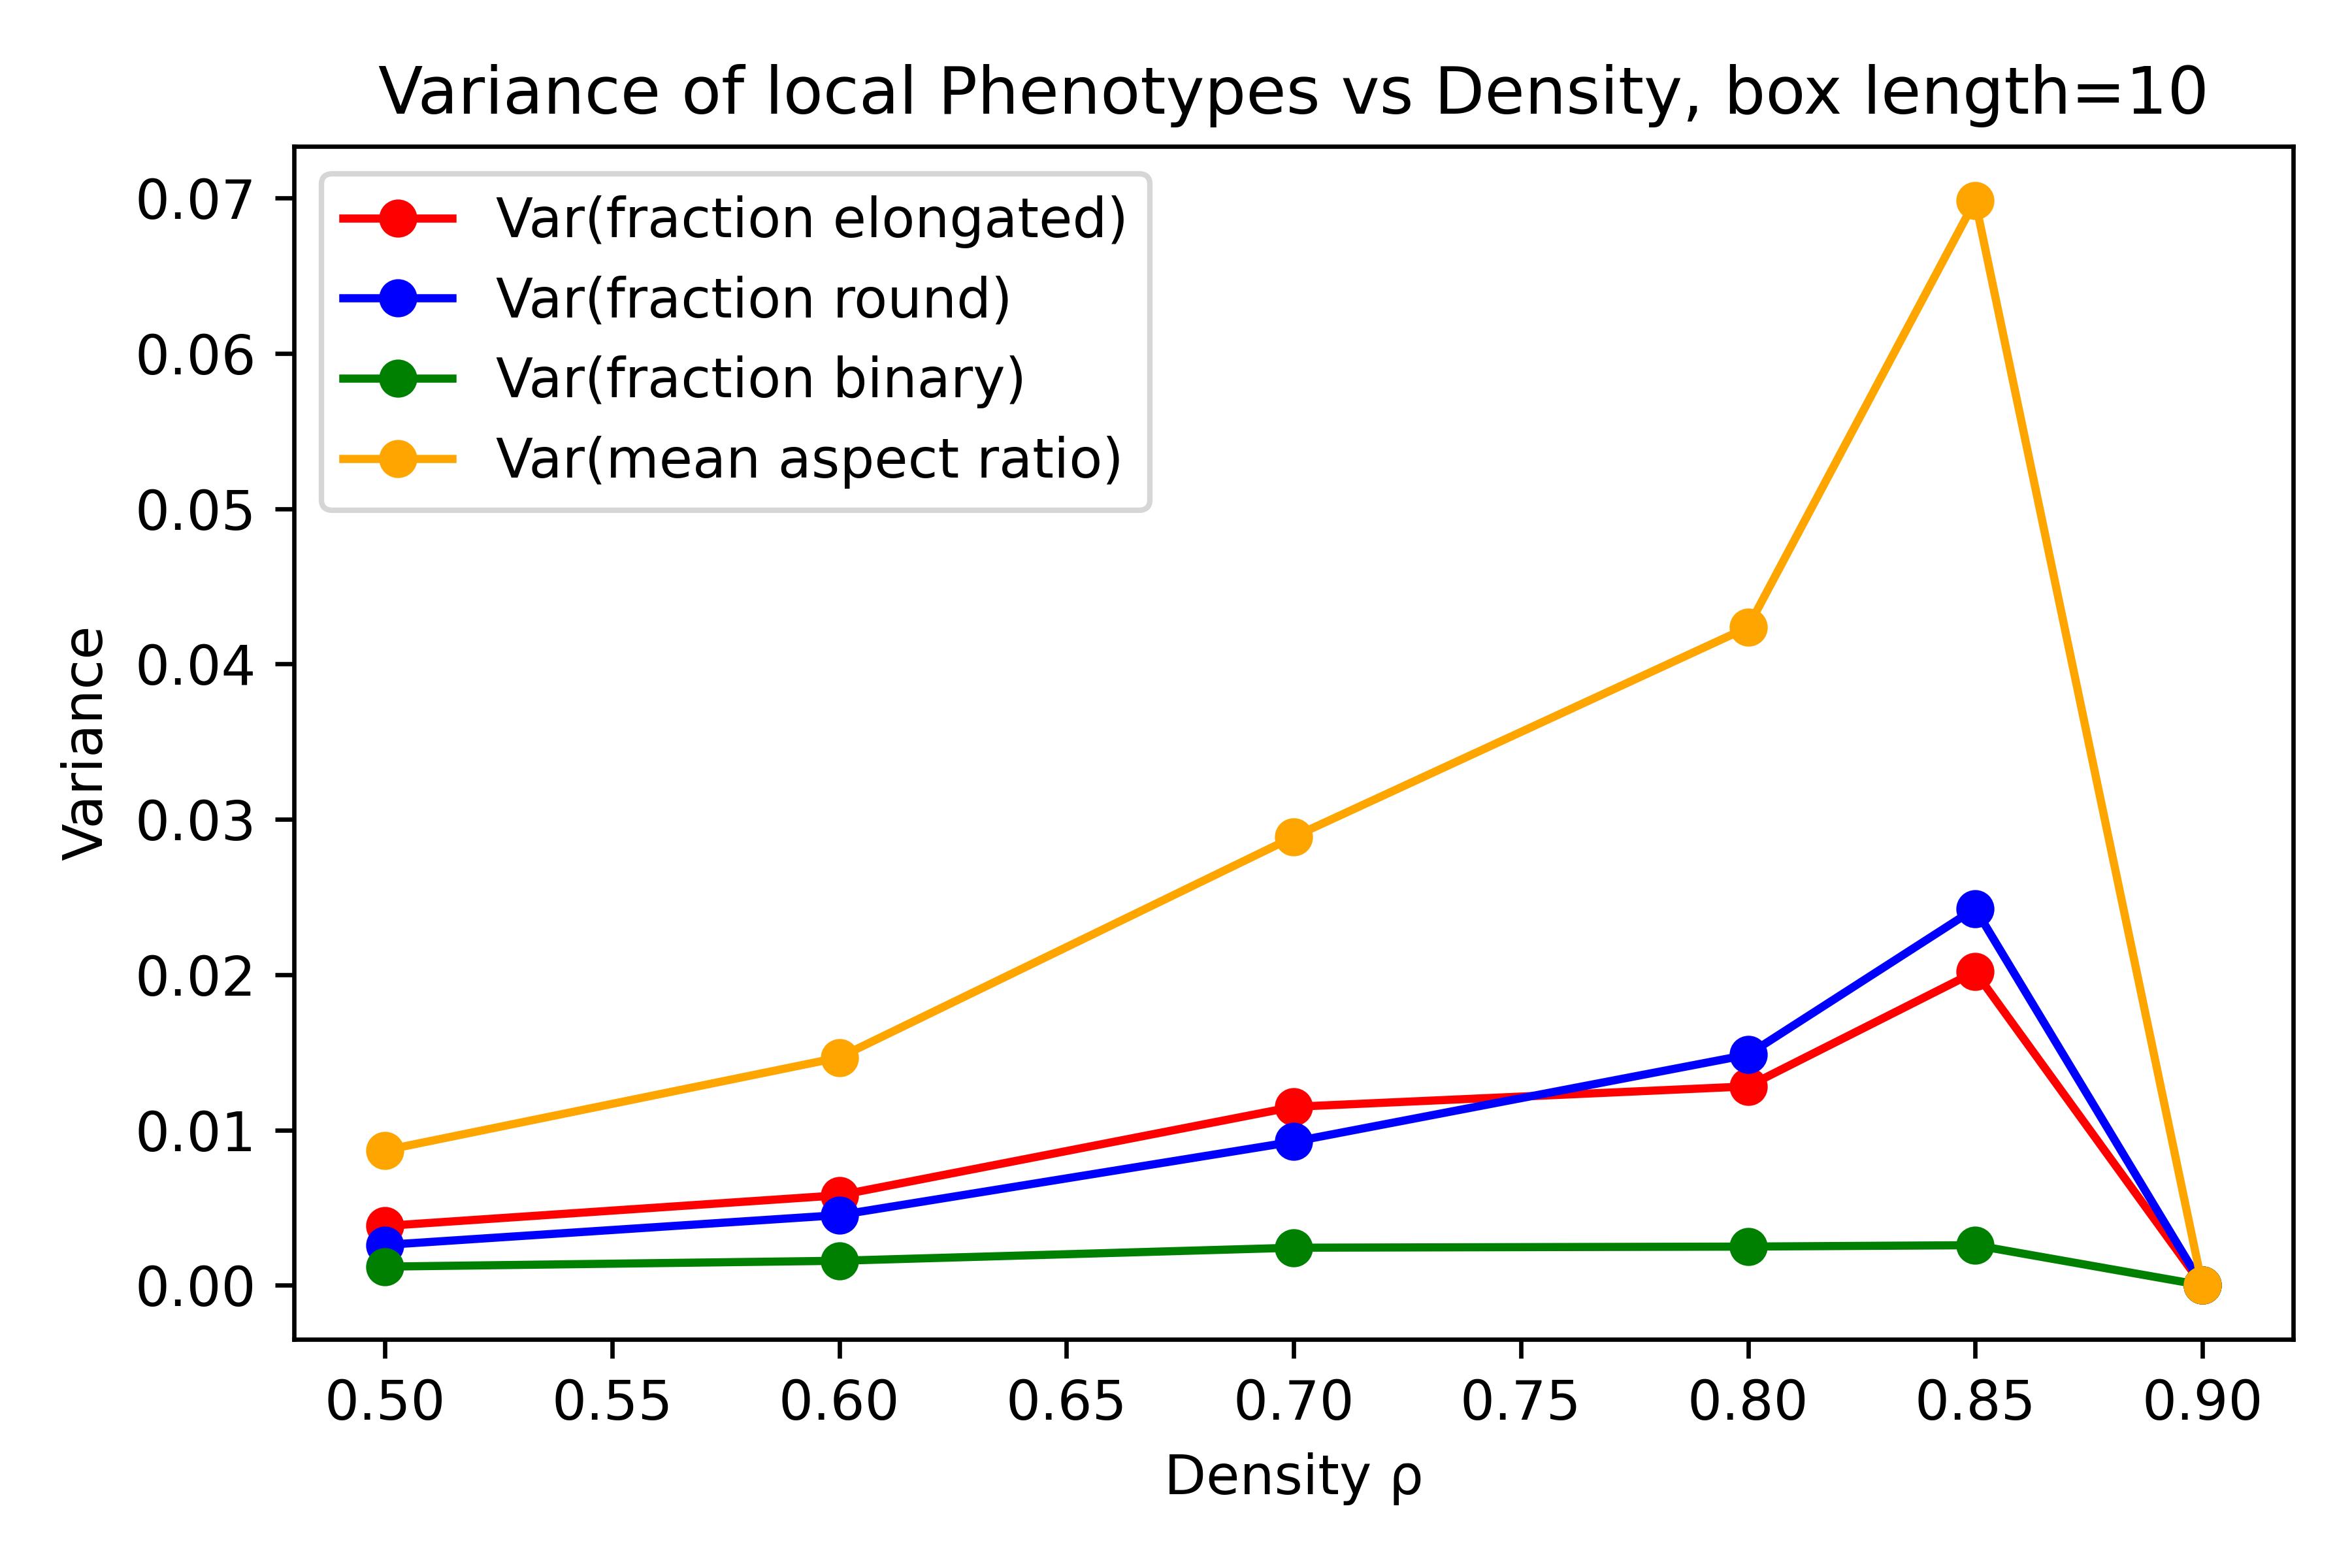 Variance of local Phenotypes vs Density, box length=10
Var(fraction elongated)
Var(fraction round)
Var(fraction binary)
Var(mean aspect ratio)
Variance
0.07
0.06
0.05
0.04
0.03
0.02
0.01
0.00
0.50 0.55 0.60 0.65 0.70 0.75 0.80 0.85 0.90
Density ρ